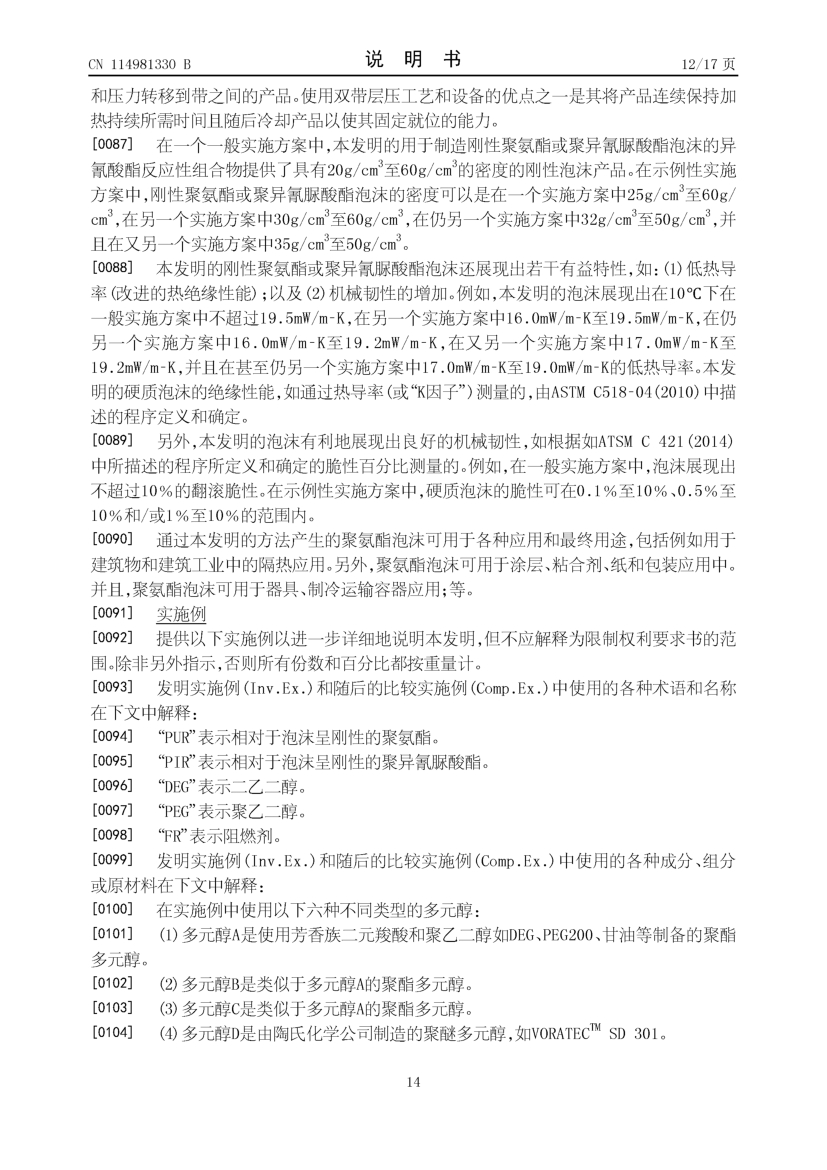 CN 114981330 B
说明书
12/17 页
和压力转移到带之间的产品。使用双带层压工艺和设备的优点之一是其将产品连续保持加
热持续所需时间且随后冷却产品以使其固定就位的能力。
[0087] 在一个一般实施方案中,本发明的用于制造刚性聚氨酯或聚异氰脲酸酯泡沫的异
氰酸酯反应性组合物提供了具有20g/cm³至60g/cm³的密度的刚性泡沫产品。在示例性实施
方案中,刚性聚氨酯或聚异氰脲酸酯泡沫的密度可以是在一个实施方案中25g/cm³至60g/
cm³,在另一个实施方案中30g/cm³至60g/cm³,在仍另一个实施方案中32g/cm³至50g/cm³,并
且在又另一个实施方案中35g/cm³至50g/cm³。
[0088] 本发明的刚性聚氨酯或聚异氰脲酸酯泡沫还展现出若干有益特性,如:(1)低热导
率(改进的热绝缘性能);以及(2)机械韧性的增加。例如,本发明的泡沫展现出在10℃下在
一般实施方案中不超过19.5mW/m-K,在另一个实施方案中16.0mW/m-K至19.5mW/m-K,在仍
另一个实施方案中16.0mW/m-K至19.2mW/m-K,在又另一个实施方案中17.0mW/m-K至
19.2mW/m-K,并且在甚至仍另一个实施方案中17.0mW/m-K至19.0mW/m-K的低热导率。本发
明的硬质泡沫的绝缘性能,如通过热导率(或“K因子”)测量的,由ASTM C518-04(2010)中描
述的程序定义和确定。
[0089] 另外,本发明的泡沫有利地展现出良好的机械韧性,如根据如ATSM C 421(2014)
中所描述的程序所定义和确定的脆性百分比测量的。例如,在一般实施方案中,泡沫展现出
不超过10%的翻滚脆性。在示例性实施方案中,硬质泡沫的脆性可在0.1%至10%、0.5%至
10%和/或1%至10%的范围内。
[0090] 通过本发明的方法产生的聚氨酯泡沫可用于各种应用和最终用途,包括例如用于
建筑物和建筑工业中的隔热应用。另外,聚氨酯泡沫可用于涂层、粘合剂、纸和包装应用中。
并且,聚氨酯泡沫可用于器具、制冷运输容器应用;等。
[0091] 实施例
[0092] 提供以下实施例以进一步详细地说明本发明,但不应解释为限制权利要求书的范
围。除非另外指示,否则所有份数和百分比都按重量计。
[0093] 发明实施例(Inv.Ex.)和随后的比较实施例(Comp.Ex.)中使用的各种术语和名称
在下文中解释:
[0094] “PUR”表示相对于泡沫呈刚性的聚氨酯。
[0095] “PIR”表示相对于泡沫呈刚性的聚异氰脲酸酯。
[0096] “DEG”表示二乙二醇。
[0097] “PEG”表示聚乙二醇。
[0098] “FR”表示阻燃剂。
[0099] 发明实施例(Inv.Ex.)和随后的比较实施例(Comp.Ex.)中使用的各种成分、组分
或原材料在下文中解释:
[0100] 在实施例中使用以下六种不同类型的多元醇:
[0101] (1)多元醇A是使用芳香族二元羧酸和聚乙二醇如DEG、PEG200、甘油等制备的聚酯
多元醇。
[0102] (2)多元醇B是类似于多元醇A的聚酯多元醇。
[0103] (3)多元醇C是类似于多元醇A的聚酯多元醇。
[0104] (4)多元醇D是由陶氏化学公司制造的聚醚多元醇,如VORATEC™ SD 301。
14